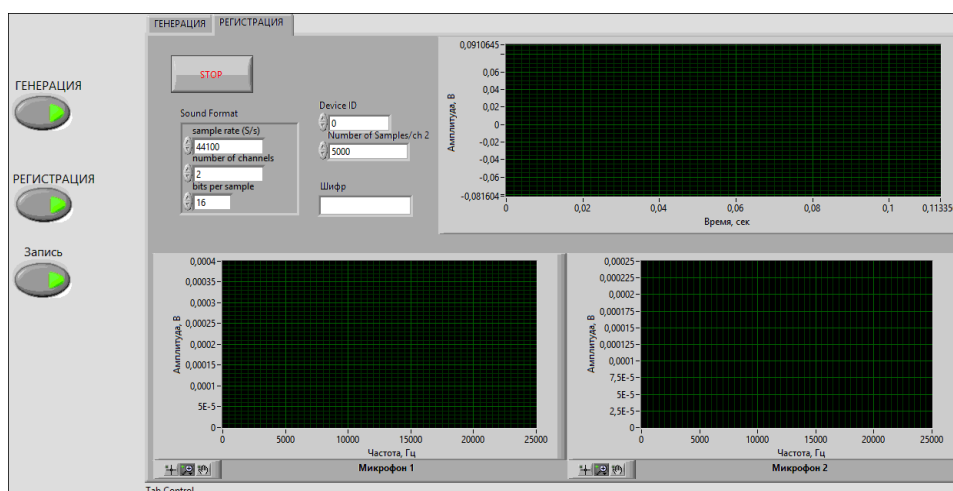 ГЕНЕРАЦИЯ РЕГИСТРАЦИЯ
ГЕНЕРАЦИЯ
РЕГИСТРАЦИЯ
Запись
STOP
Sound Format
sample rate (S/s)
44100
number of channels
2
bits per sample
16
Device ID
0
Number of Samples/ch 2
5000
Шифр
Амплитуда, В
0,0910645
0,06
0,04
0,02
0
-0,02
-0,04
-0,06
-0,081604
0 0,02 0,04 0,06 0,08 0,1 0,113356
Время, сек
Амплитуда, В
0,0004
0,00035
0,0003
0,00025
0,0002
0,00015
0,0001
5E-5
0
0 5000 10000 15000 20000 25000
Частота, Гц
Микрофон 1
Амплитуда, В
0,00025
0,000225
0,0002
0,000175
0,00015
0,000125
0,0001
7,5E-5
5E-5
2,5E-5
0
0 5000 10000 15000 20000 25000
Частота, Гц
Микрофон 2
Tab Control